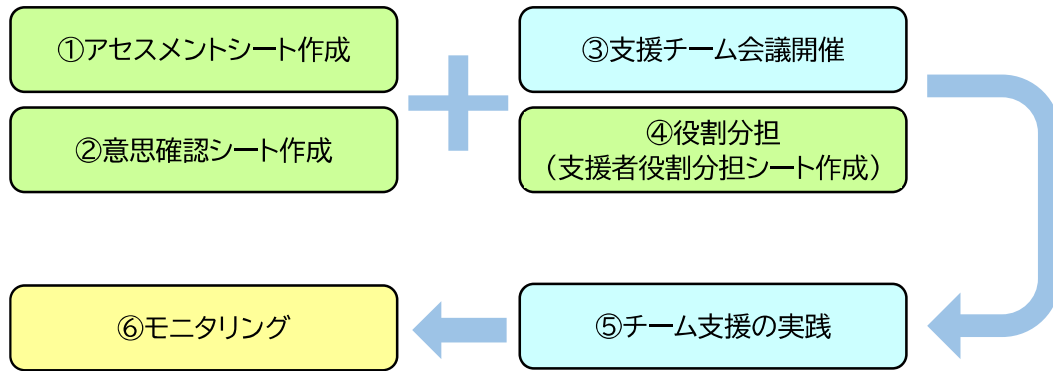 ①アセスメントシート作成
②意思確認シート作成
③支援チーム会議開催
④役割分担
（支援者役割分担シート作成）
⑤チーム支援の実践
⑥モニタリング